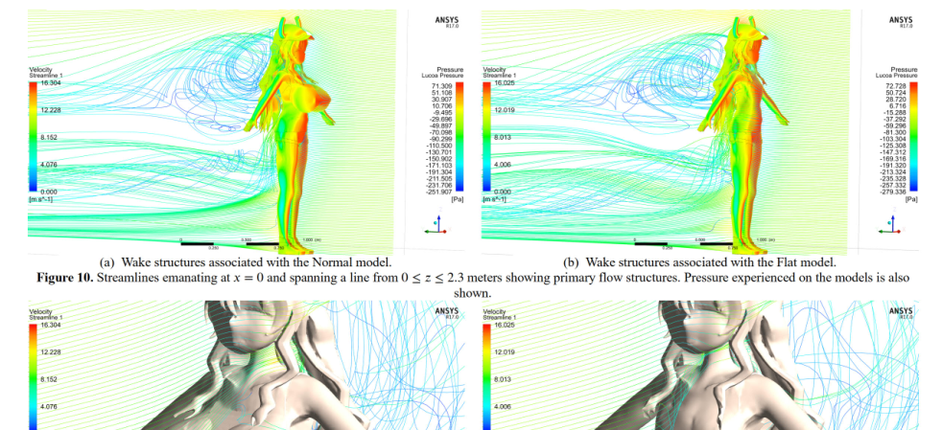 ANSYS
R17.0
Velocity
Streamline 1
16.304
12.228
8.152
4.076
0.000
[m s^-1]
Pressure
Lucoa Pressure
71.309
51.108
30.907
10.706
-9.495
-29.696
-49.897
-70.098
-90.299
-110.500
-130.701
-150.902
-171.103
-191.304
-211.505
-231.706
-251.907
[Pa]
ANSYS
R17.0
Velocity
Streamline 1
16.025
12.019
8.013
4.006
0.000
[m s^-1]
Pressure
Lucoa Pressure
72.728
50.724
28.720
6.716
-15.288
-37.292
-59.296
-81.300
-103.304
-125.308
-147.312
-169.316
-191.320
-213.324
-235.328
-257.332
-279.336
[Pa]
(a) Wake structures associated with the Normal model.
(b) Wake structures associated with the Flat model.
Figure 10. Streamlines emanating at x = 0 and spanning a line from 0 ≤ z ≤ 2.3 meters showing primary flow structures. Pressure experienced on the models is also
shown.
Velocity
Streamline 1
16.304
12.228
8.152
4.076
ANSYS
R17.0
Velocity
Streamline 1
16.025
12.019
8.013
4.006
ANSYS
R17.0